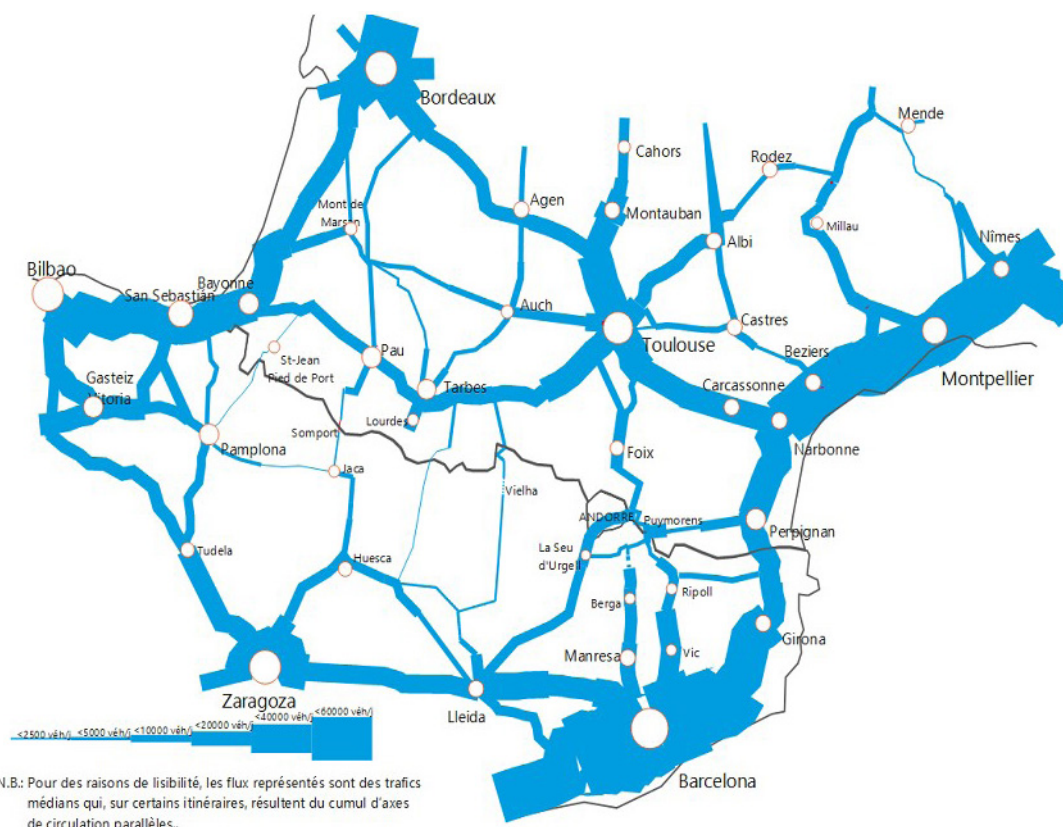 Bordeaux
Mende
Cahors
Rodez
Agen
Montauban
Mont de
Marsan
Millau
Albi
Nîmes
Bilbao
Bayonne
San Sebastián
Auch
Castres
Toulouse
Pau
St-Jean
Pied de Port
Beziers
Montpellier
Gasteiz
Vitoria
Tarbes
Carcassonne
Lourdes
Somport
Pamplona
Narbonne
Foix
Jaca
Vielha
ANDORRE
Puymorens
Perpignan
Tudela
La Seu
d'Urgell
Huesca
Berga
Ripoll
Girona
Manresa
Vic
Zaragoza
Lleida
Barcelona
<2500 véh/j
<5000 véh/j
<10000 véh/j
<20000 véh/j
<40000 véh/j
<60000 véh/j
N.B.: Pour des raisons de lisibilité, les flux représentés sont des trafics
médians qui, sur certains itinéraires, résultent du cumul d'axes
de circulation parallèles..